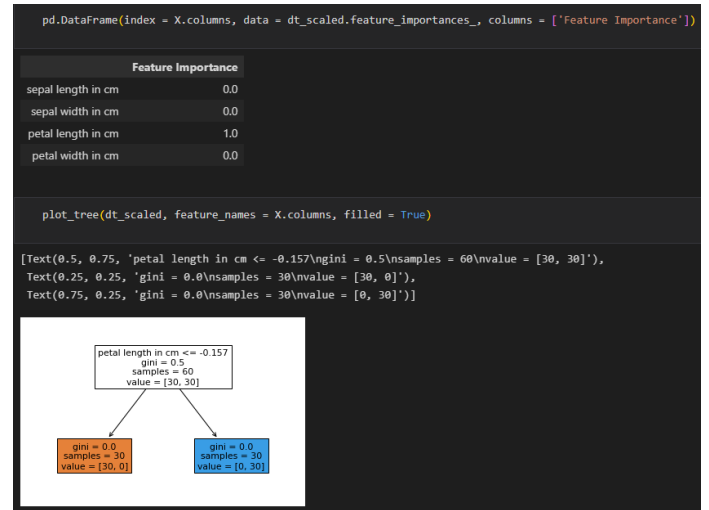 pd.DataFrame(index = X.columns, data = dt_scaled.feature_importances_, columns = ['Feature Importance'])
Feature Importance
sepal length in cm 0.0
sepal width in cm 0.0
petal length in cm 1.0
petal width in cm 0.0
plot_tree(dt_scaled, feature_names = X.columns, filled = True)
[Text(0.5, 0.75, 'petal length in cm <= -0.157\ngini = 0.5\nsamples = 60\nvalue = [30, 30]'),
Text(0.25, 0.25, 'gini = 0.0\nsamples = 30\nvalue = [30, 0]'),
Text(0.75, 0.25, 'gini = 0.0\nsamples = 30\nvalue = [0, 30]')]
petal length in cm <= -0.157
gini = 0.5
samples = 60
value = [30, 30]
gini = 0.0
samples = 30
value = [30, 0]
gini = 0.0
samples = 30
value = [0, 30]